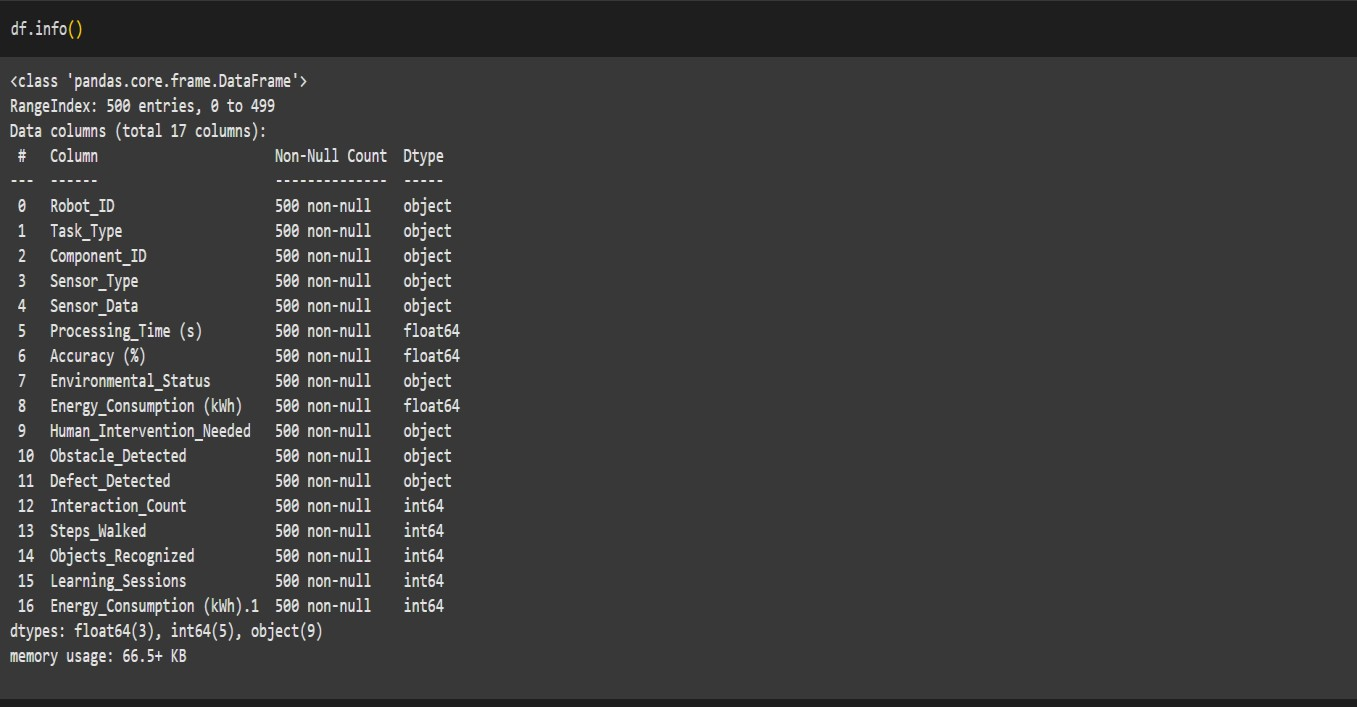 df.info()
<class 'pandas.core.frame.DataFrame'>
RangeIndex: 500 entries, 0 to 499
Data columns (total 17 columns):
 #   Column                     Non-Null Count  Dtype
---  ------                     --------------  -----
 0   Robot_ID                   500 non-null    object
 1   Task_Type                  500 non-null    object
 2   Component_ID               500 non-null    object
 3   Sensor_Type                500 non-null    object
 4   Sensor_Data                500 non-null    object
 5   Processing_Time (s)        500 non-null    float64
 6   Accuracy (%)               500 non-null    float64
 7   Environmental_Status       500 non-null    object
 8   Energy_Consumption (kWh)   500 non-null    float64
 9   Human_Intervention_Needed  500 non-null    object
 10  Obstacle_Detected          500 non-null    object
 11  Defect_Detected            500 non-null    object
 12  Interaction_Count          500 non-null    int64
 13  Steps_Walked               500 non-null    int64
 14  Objects_Recognized         500 non-null    int64
 15  Learning_Sessions          500 non-null    int64
 16  Energy_Consumption (kWh).1  500 non-null    int64
dtypes: float64(3), int64(5), object(9)
memory usage: 66.5+ KB